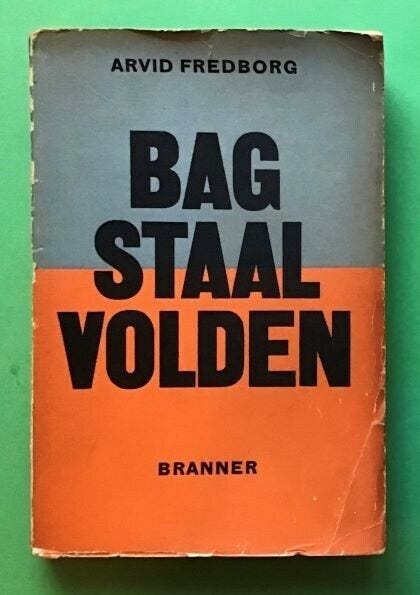 ARVID FREDBORG
BAG
STAAL
VOLDEN
BRANNER